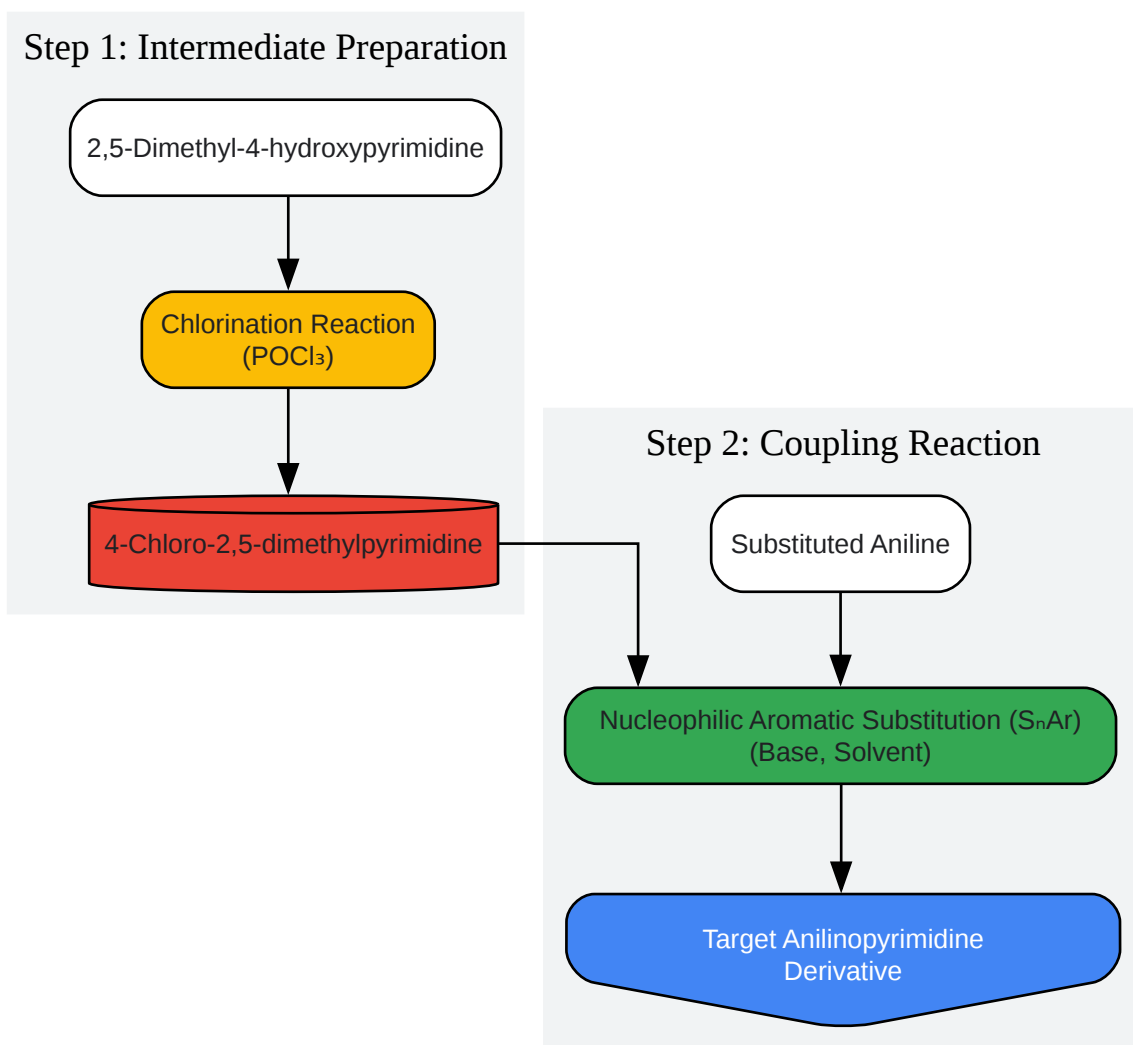 Step 1: Intermediate Preparation
2,5-Dimethyl-4-hydroxypyrimidine
Chlorination Reaction
(POCl₃)
4-Chloro-2,5-dimethylpyrimidine
Step 2: Coupling Reaction
Substituted Aniline
Nucleophilic Aromatic Substitution (SₙAr)
(Base, Solvent)
Target Anilinopyrimidine
Derivative